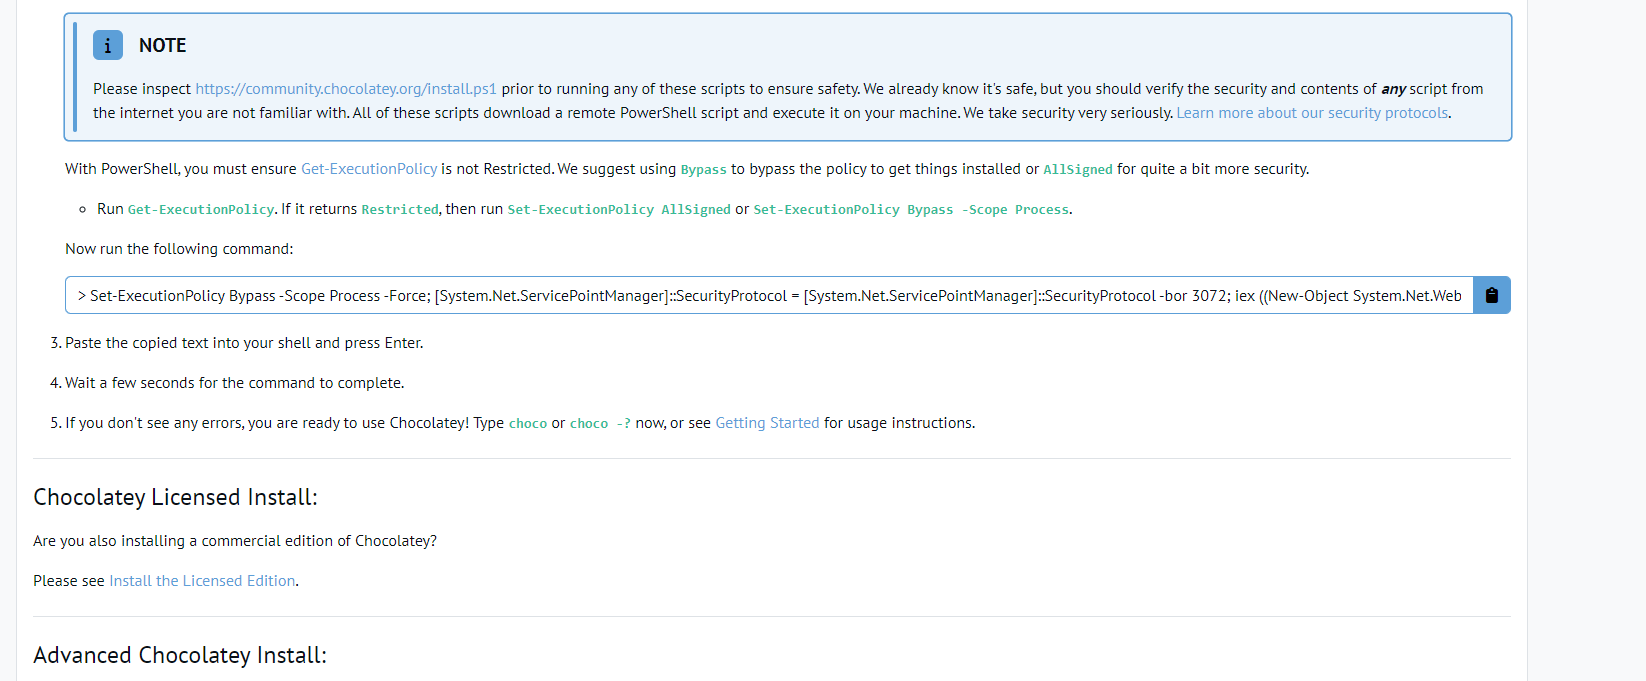 i NOTE
Please inspect https://community.chocolatey.org/install.ps1 prior to running any of these scripts to ensure safety. We already know it's safe, but you should verify the security and contents of any script from
the internet you are not familiar with. All of these scripts download a remote PowerShell script and execute it on your machine. We take security very seriously. Learn more about our security protocols.
With PowerShell, you must ensure Get-ExecutionPolicy is not Restricted. We suggest using Bypass to bypass the policy to get things installed or AllSigned for quite a bit more security.
Run Get-ExecutionPolicy. If it returns Restricted, then run Set-ExecutionPolicy AllSigned or Set-ExecutionPolicy Bypass -Scope Process.
Now run the following command:
> Set-ExecutionPolicy Bypass -Scope Process -Force; [System.Net.ServicePointManager]::SecurityProtocol = [System.Net.ServicePointManager]::SecurityProtocol -bor 3072; iex ((New-Object System.Net.Web
3. Paste the copied text into your shell and press Enter.
4. Wait a few seconds for the command to complete.
5. If you don't see any errors, you are ready to use Chocolatey! Type choco or choco -? now, or see Getting Started for usage instructions.
Chocolatey Licensed Install:
Are you also installing a commercial edition of Chocolatey?
Please see Install the Licensed Edition.
Advanced Chocolatey Install: